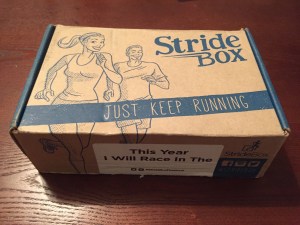 Stride
BOX
JUST KEEP RUNNING
This Year
I Will Race In The